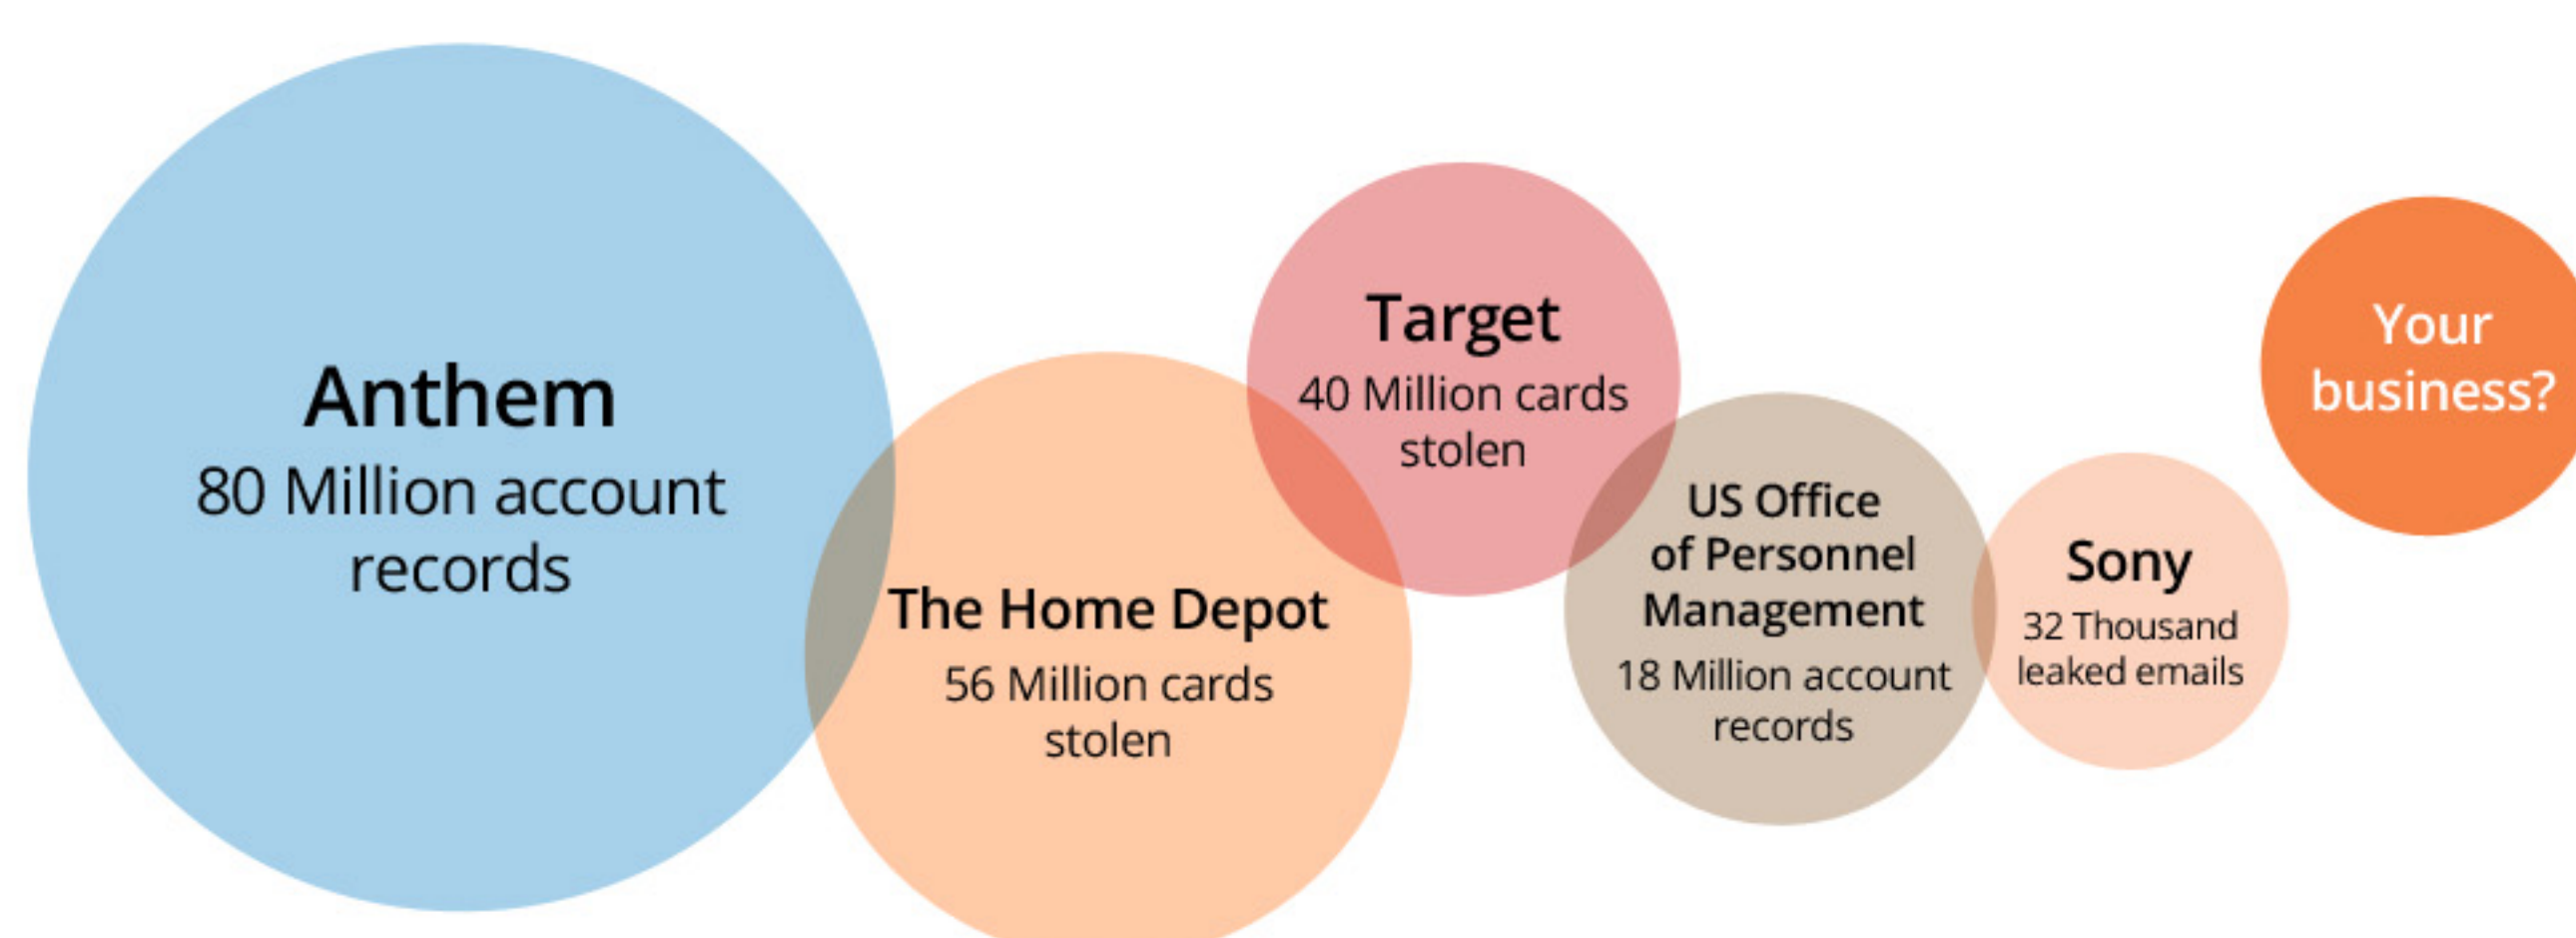 Anthem
80 Million account
records
The Home Depot
56 Million cards
stolen
Target
40 Million cards
stolen
US Office
of Personnel
Management
18 Million account
records
Sony
32 Thousand
leaked emails
Your
business?